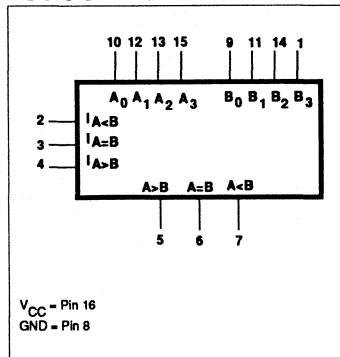 10 12 13 15 9 11 14 1
A0 A1 A2 A3 B0 B1 B2 B3
2 IA<B
3 IA=B
4 IA>B
A>B A=B A<B
5 6 7
VCC = Pin 16
GND = Pin 8